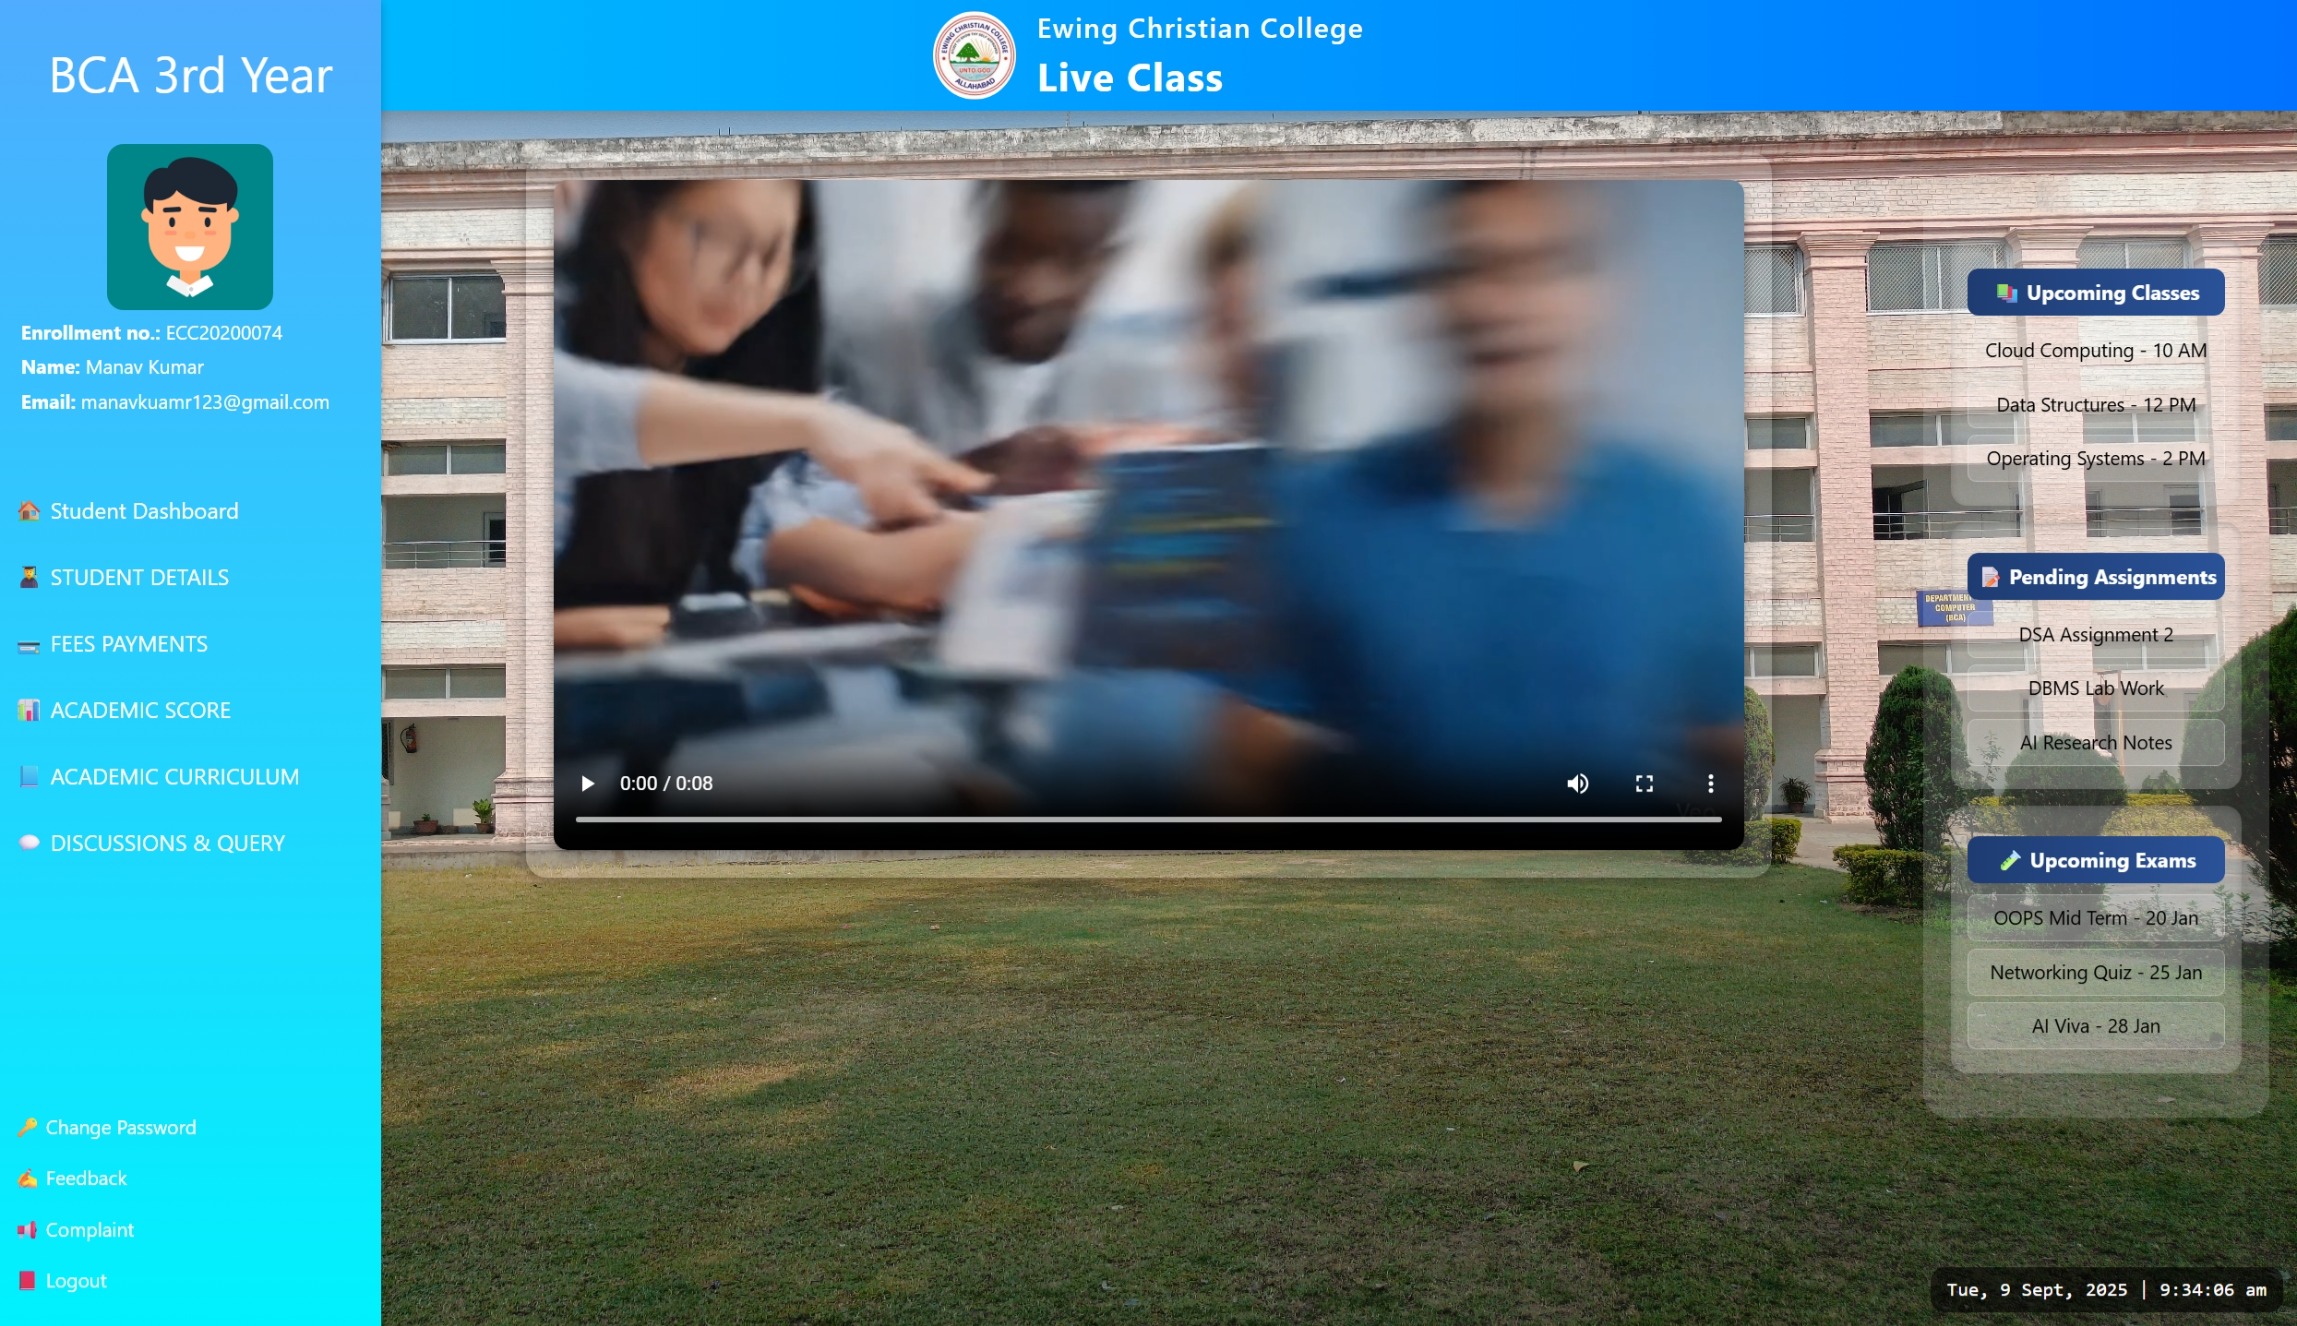 BCA 3rd Year
Enrollment no.: ECC20200074
Name: Manav Kumar
Email: manavkuamr123@gmail.com
Student Dashboard
STUDENT DETAILS
FEES PAYMENTS
ACADEMIC SCORE
ACADEMIC CURRICULUM
DISCUSSIONS & QUERY
Change Password
Feedback
Complaint
Logout
EWING CHRISTIAN COLLEGE
UNTO GOD
ALLAHABAD
Ewing Christian College
Live Class
0:00 / 0:08
Veo
Upcoming Classes
Cloud Computing - 10 AM
Data Structures - 12 PM
Operating Systems - 2 PM
Pending Assignments
DEPARTMENT
COMPUTER
(BCA)
DSA Assignment 2
DBMS Lab Work
AI Research Notes
Upcoming Exams
OOPS Mid Term - 20 Jan
Networking Quiz - 25 Jan
AI Viva - 28 Jan
Tue, 9 Sept, 2025 | 9:34:06 am